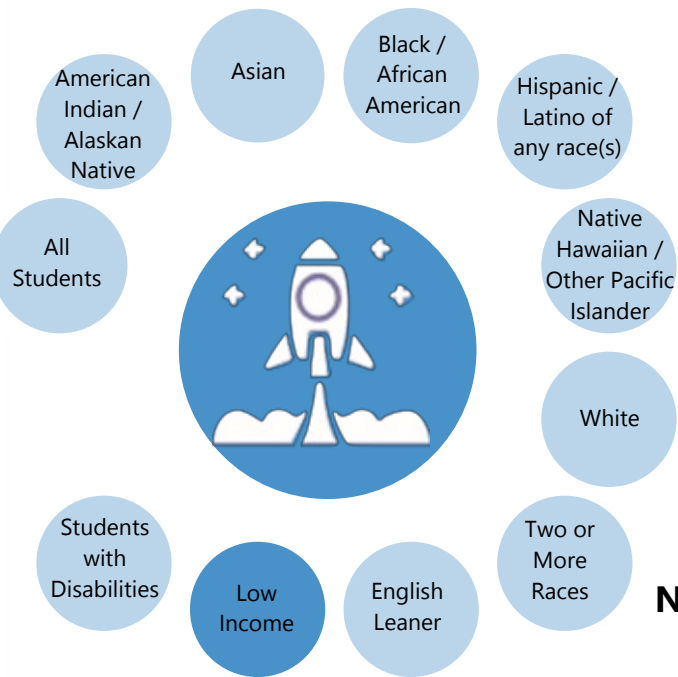 All
Students
American
Indian /
Alaskan
Native
Asian
Black /
African
American
Hispanic /
Latino of
any race(s)
Native
Hawaiian /
Other Pacific
Islander
White
Two or
More
Races
English
Leaner
Low
Income
Students
with
Disabilities
N